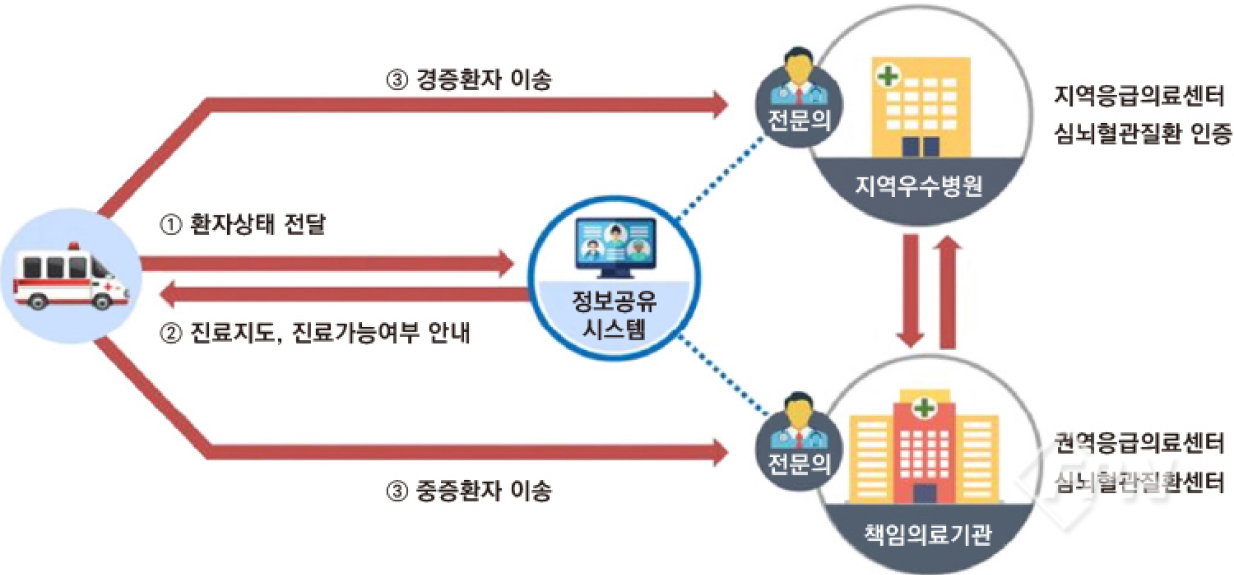 ③ 경증환자 이송
전문의
지역우수병원
지역응급의료센터
심뇌혈관질환 인증
① 환자상태 전달
② 진료지도, 진료가능여부 안내
정보공유
시스템
③ 중증환자 이송
전문의
책임의료기관
권역응급의료센터
심뇌혈관질환센터